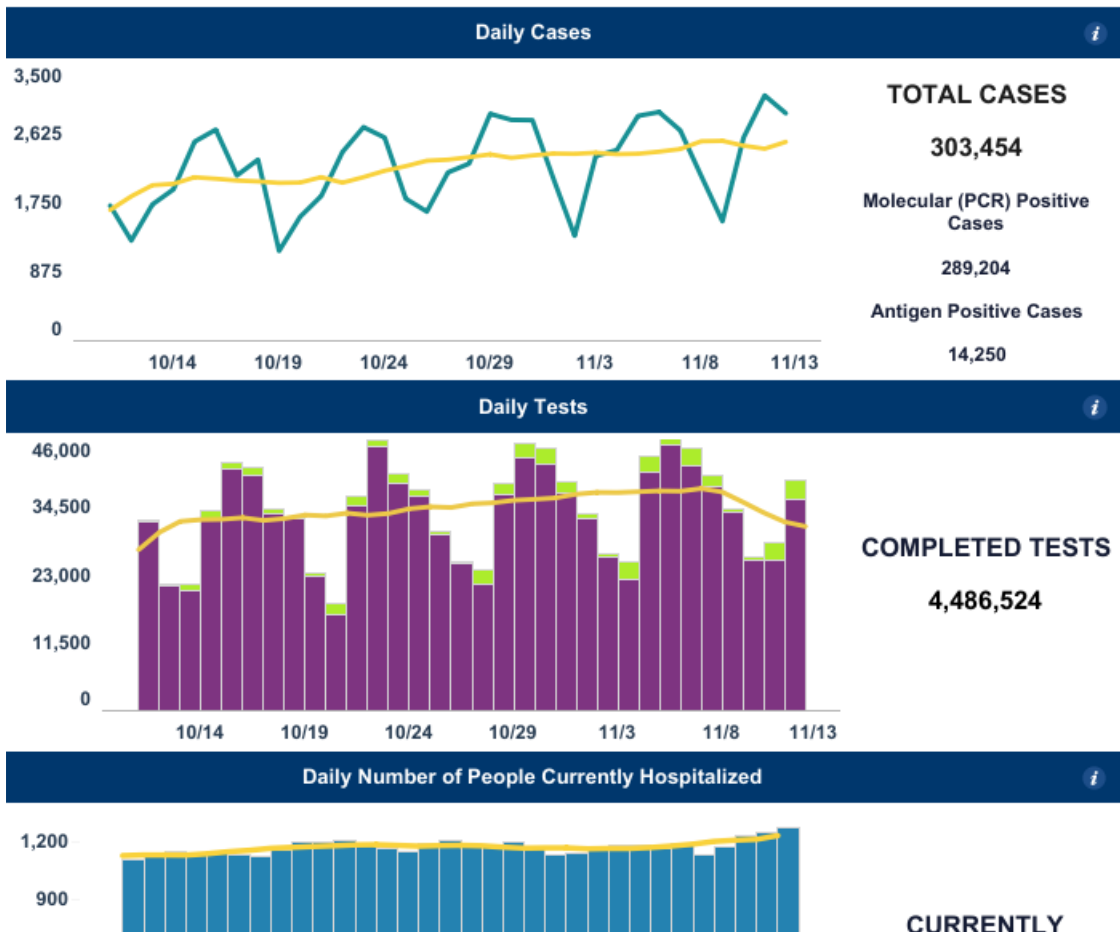 Daily Cases
i
3,500
2,625
1,750
875
0
10/14 10/19 10/24 10/29 11/3 11/8 11/13
TOTAL CASES
303,454
Molecular (PCR) Positive
Cases
289,204
Antigen Positive Cases
14,250
Daily Tests
i
46,000
34,500
23,000
11,500
0
10/14 10/19 10/24 10/29 11/3 11/8 11/13
COMPLETED TESTS
4,486,524
Daily Number of People Currently Hospitalized
i
1,200
900
CURRENTLY